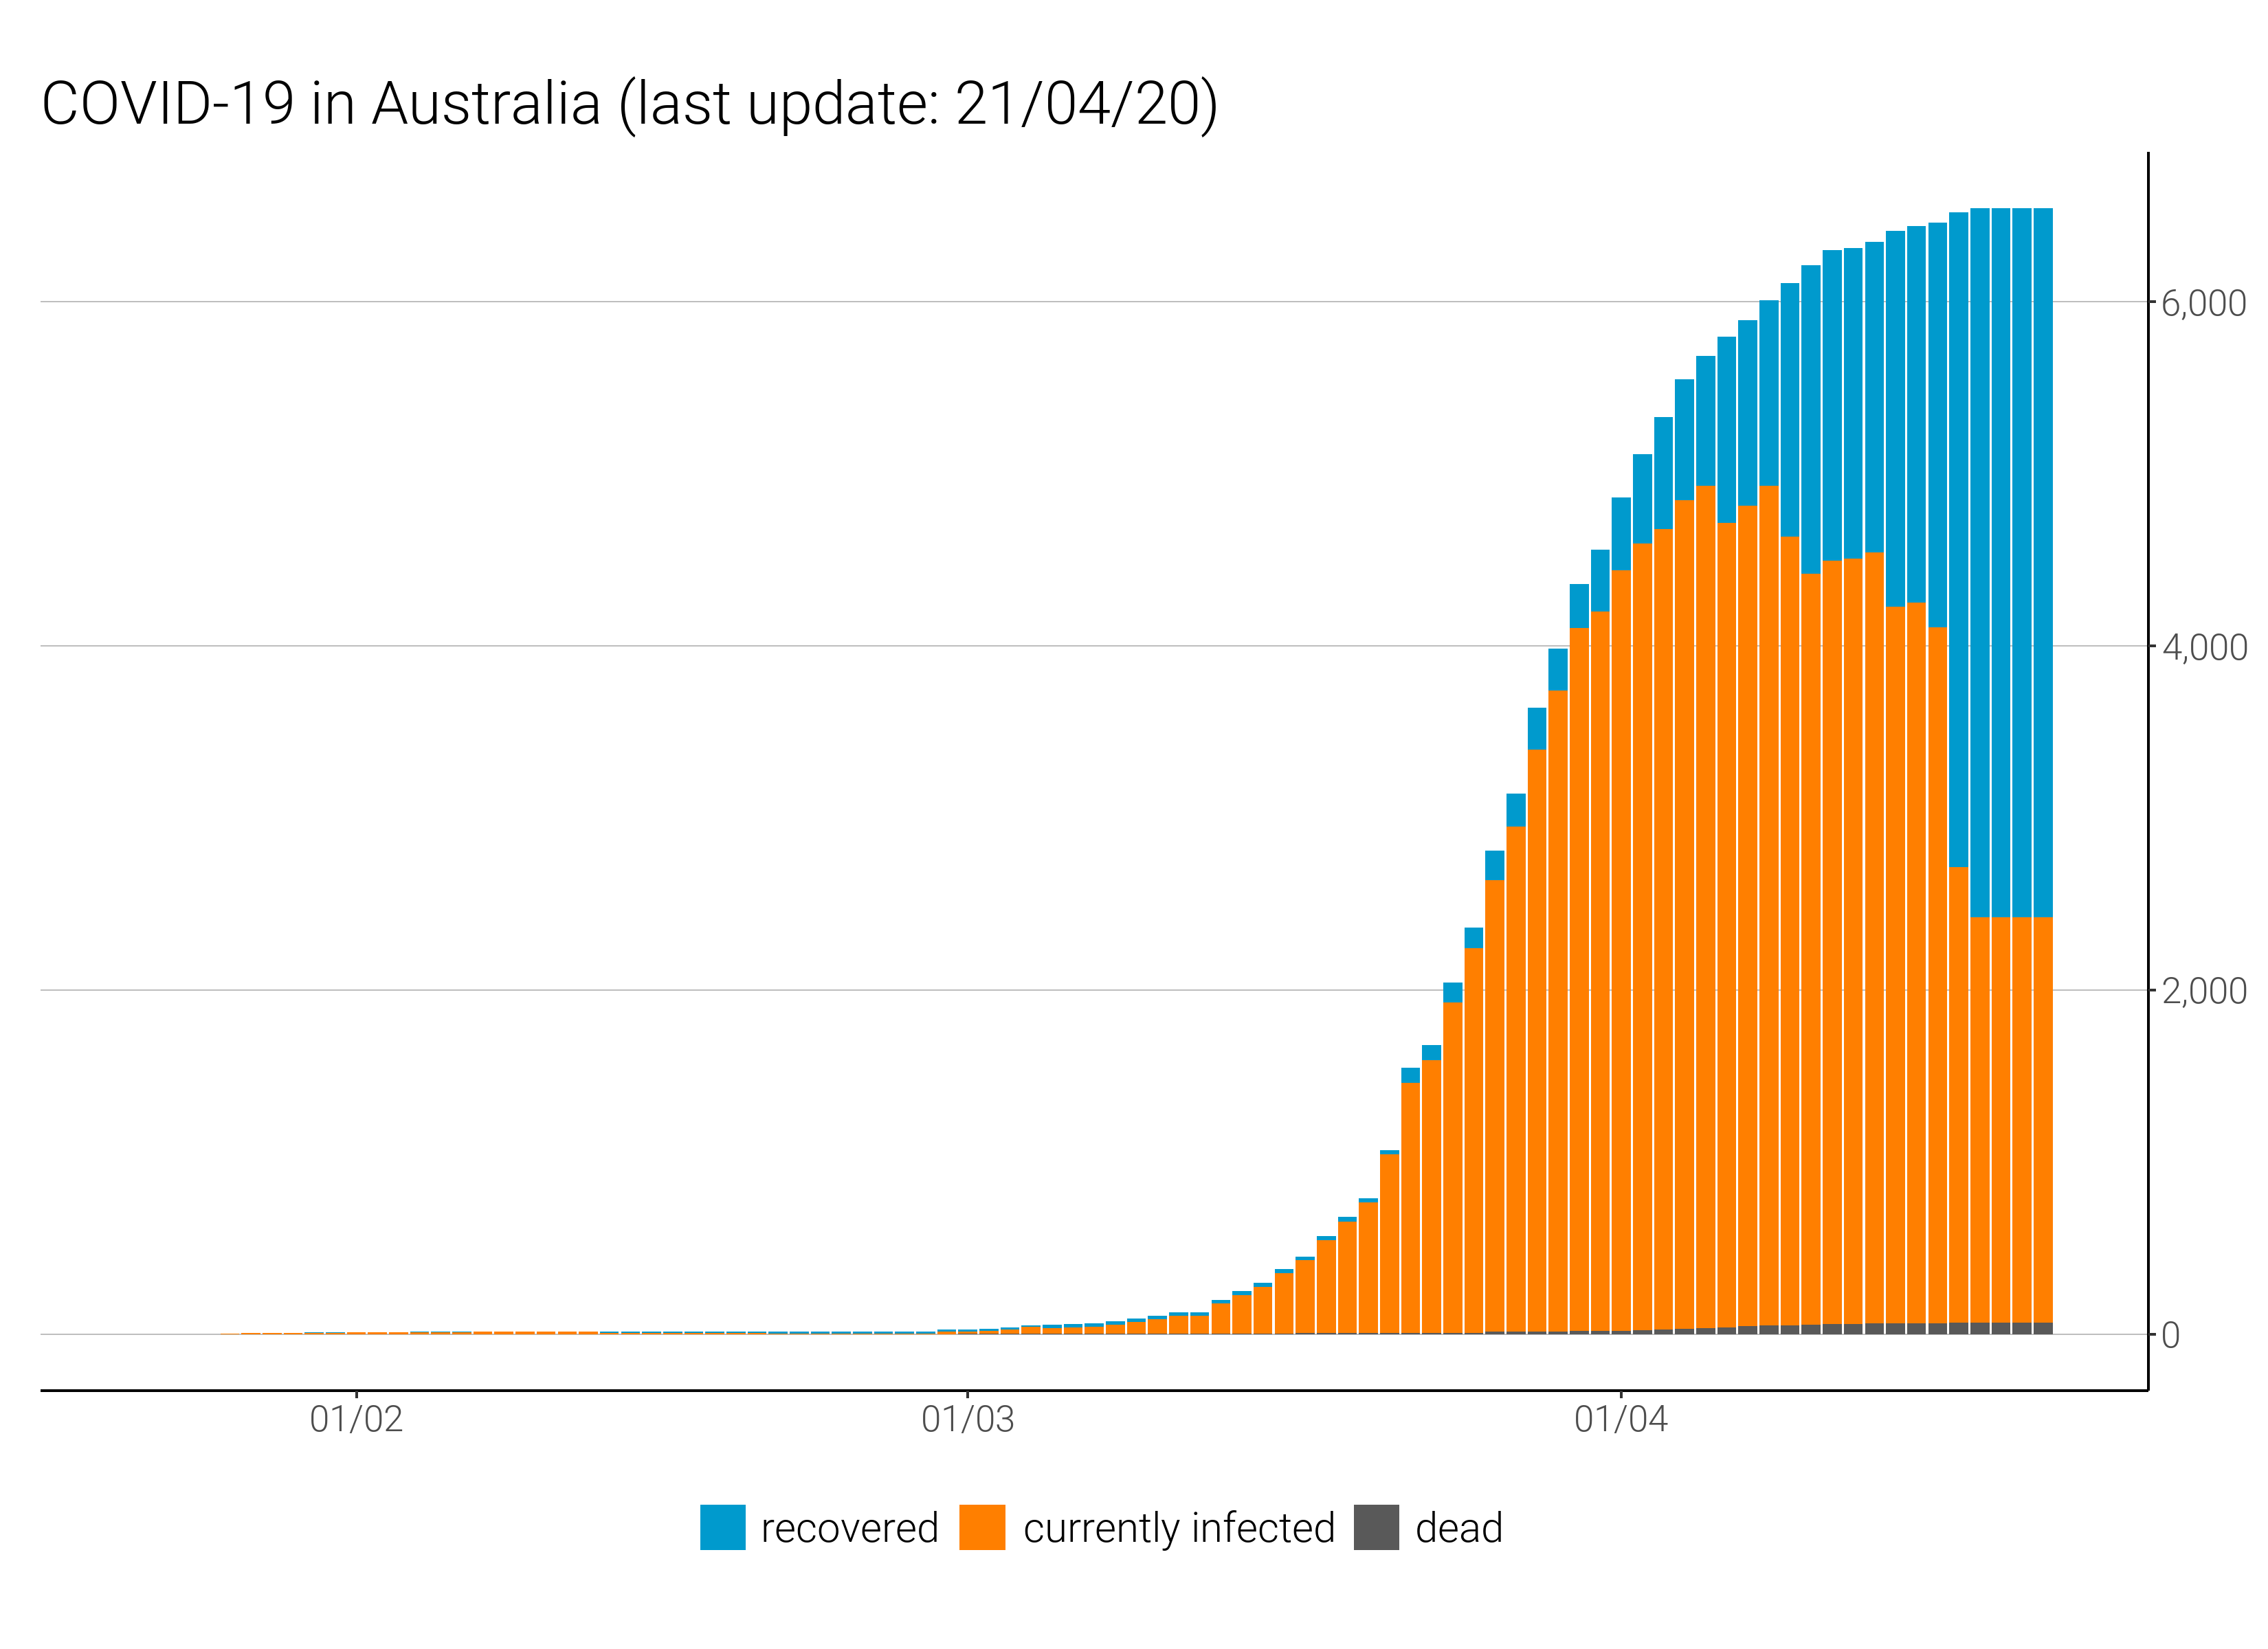 COVID-19 in Australia (last update: 21/04/20)
6,000
4,000
2,000
0
01/02 01/03 01/04
recovered currently infected dead